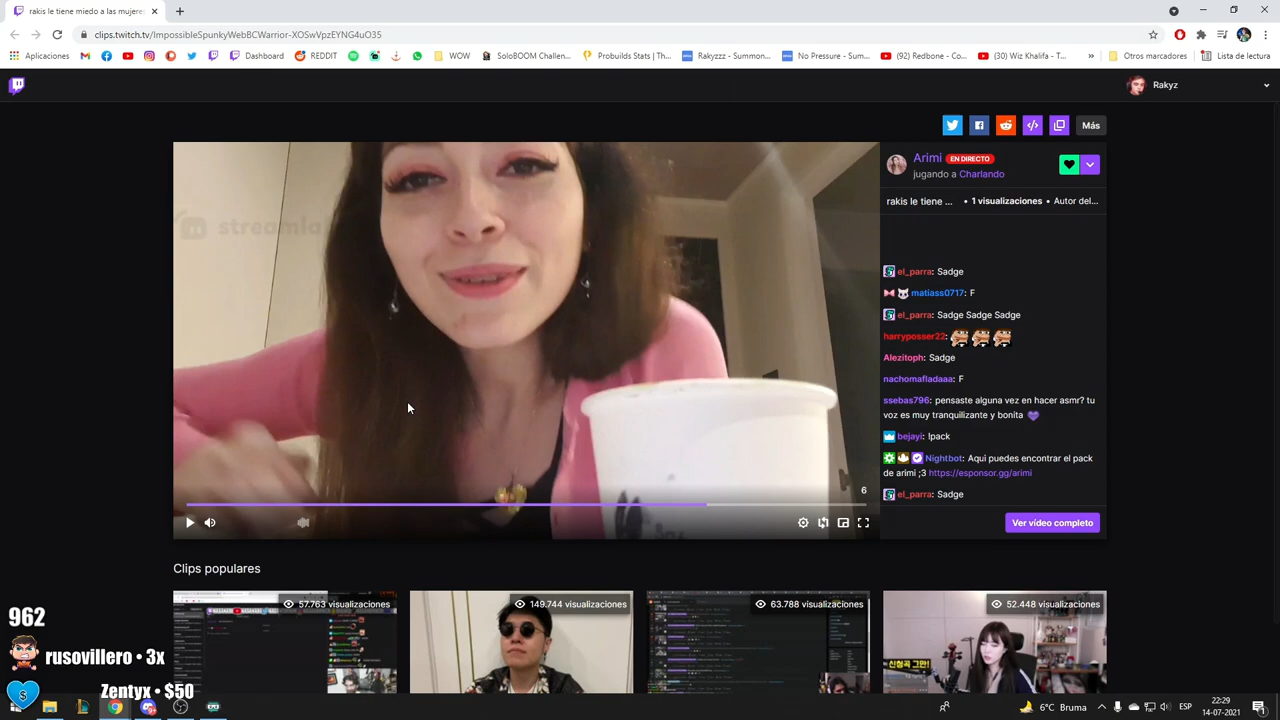 rakis le tiene miedo a las mujeres
clips.twitch.tv/ImpossibleSpunkyWebBCWarrior-XOSwVpzEYNG4uO35
Aplicaciones
Dashboard
REDDIT
WOW
SoloBOOM Challen...
Probuilds Stats | Th...
Rakyzzz - Summon...
No Pressure - Sum...
(92) Redbone - Co...
(30) Wiz Khalifa - T...
»
Otros marcadores
Lista de lectura
Rakyz
Más
streamla
Arimi EN DIRECTO
jugando a Charlando
rakis le tiene ... • 1 visualizaciones • Autor del...
el_parra: Sadge
matiass0717: F
el_parra: Sadge Sadge Sadge
harryposser22:
Alezitoph: Sadge
nachomafladaaa: F
ssebas796: pensaste alguna vez en hacer asmr? tu
voz es muy tranquilizante y bonita
bejayi: !pack
Nightbot: Aqui puedes encontrar el pack
de arimi ;3 https://esponsor.gg/arimi
el_parra: Sadge
6
Ver vídeo completo
Clips populares
57.763 visualizaciones
149.744 visualizaciones
63.788 visualizaciones
52.448 visualizaciones
962
Zentyx - $50
6°C Bruma
ESP
22:29
14-07-2021
1